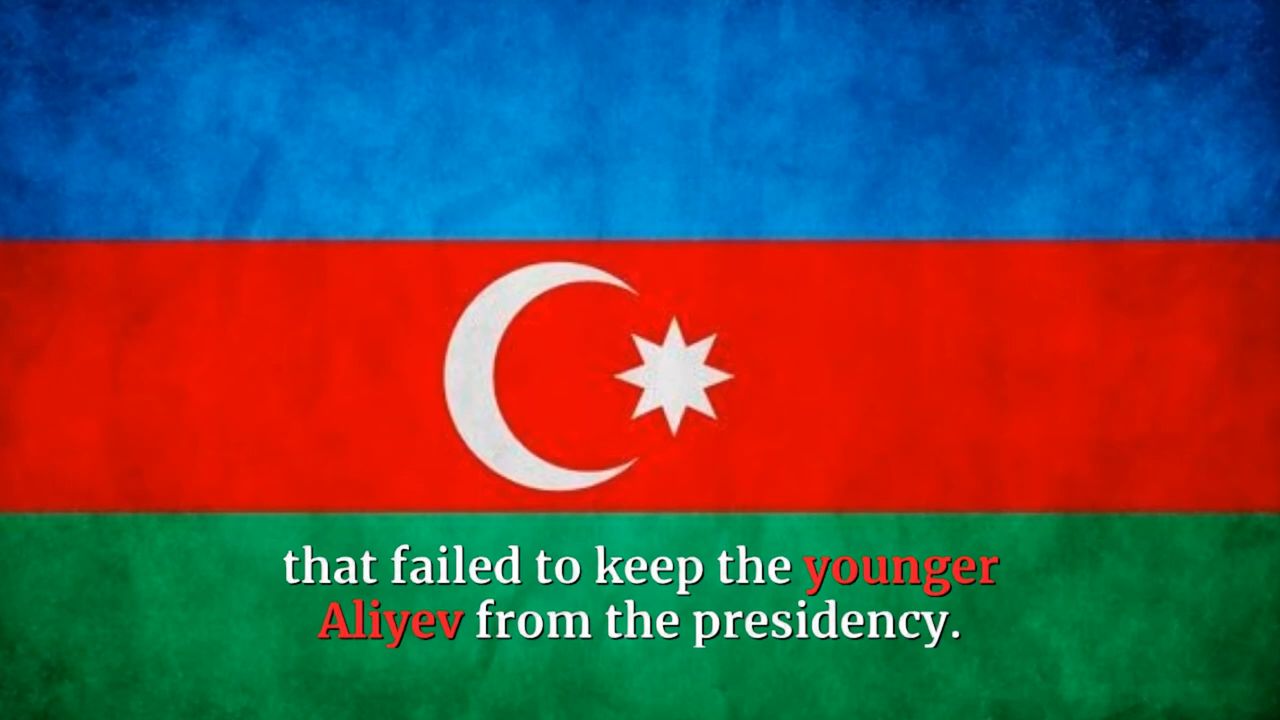 that failed to keep the younger
Aliyev from the presidency.